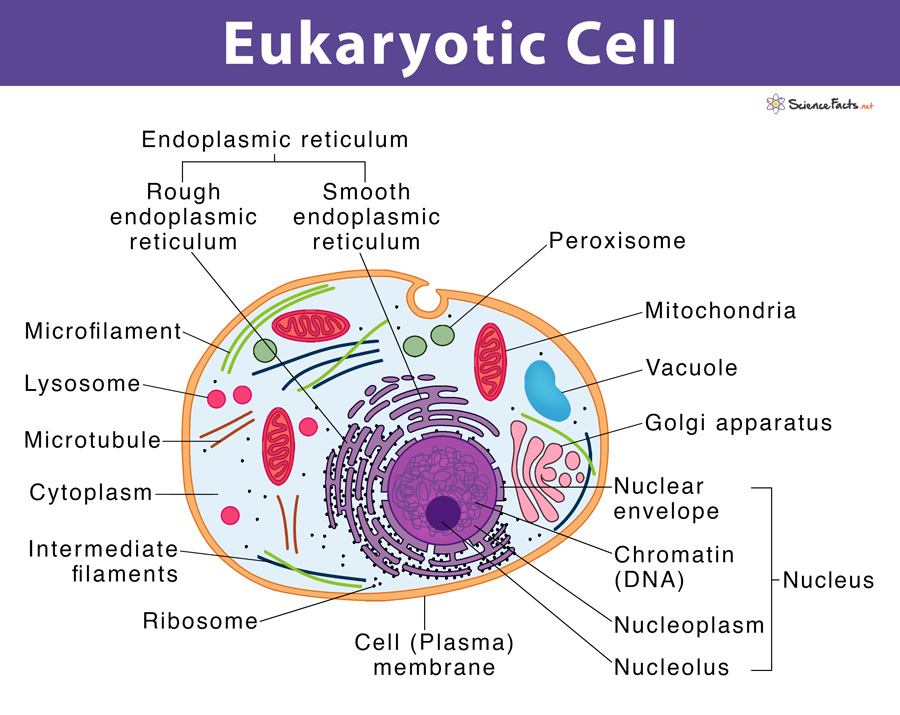 Eukaryotic Cell
ScienceFacts.net
Endoplasmic reticulum
Rough
endoplasmic
reticulum
Smooth
endoplasmic
reticulum
Peroxisome
Microfilament
Mitochondria
Lysosome
Vacuole
Microtubule
Golgi apparatus
Cytoplasm
Nuclear
envelope
Intermediate
filaments
Chromatin
(DNA)
Nucleus
Ribosome
Nucleoplasm
Cell (Plasma)
membrane
Nucleolus